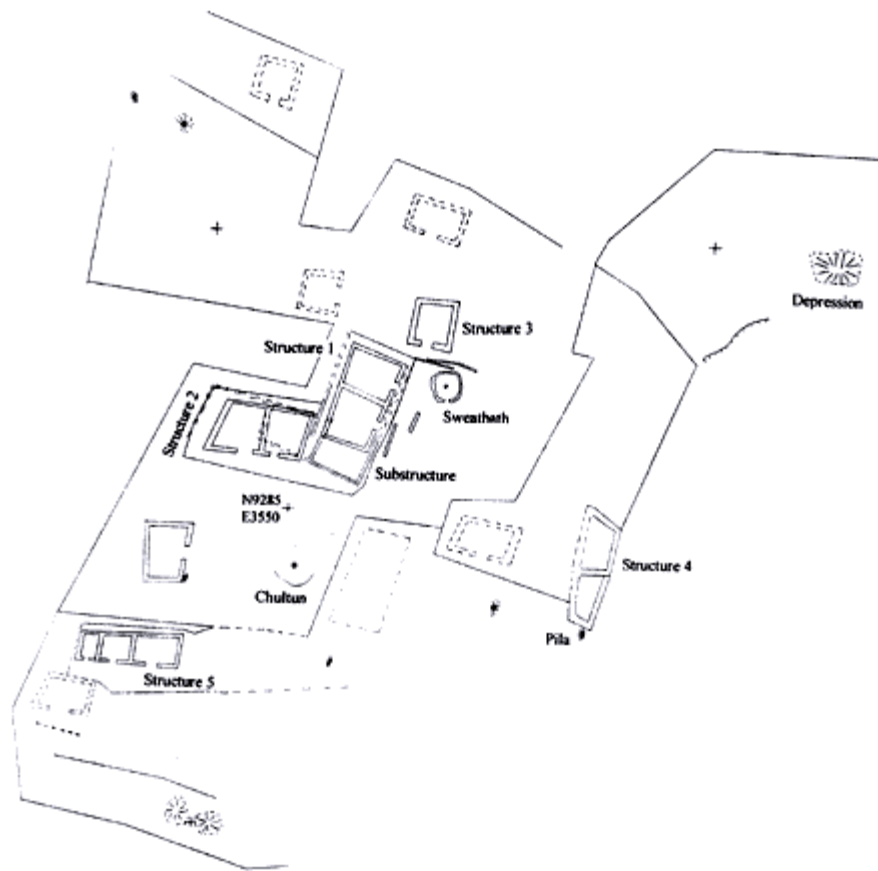 Depression
Structure 3
Structure 1
Structure 2
Sweatbath
Substructure
N9285
E3550
Structure 4
Chultun
Pila
Structure 5